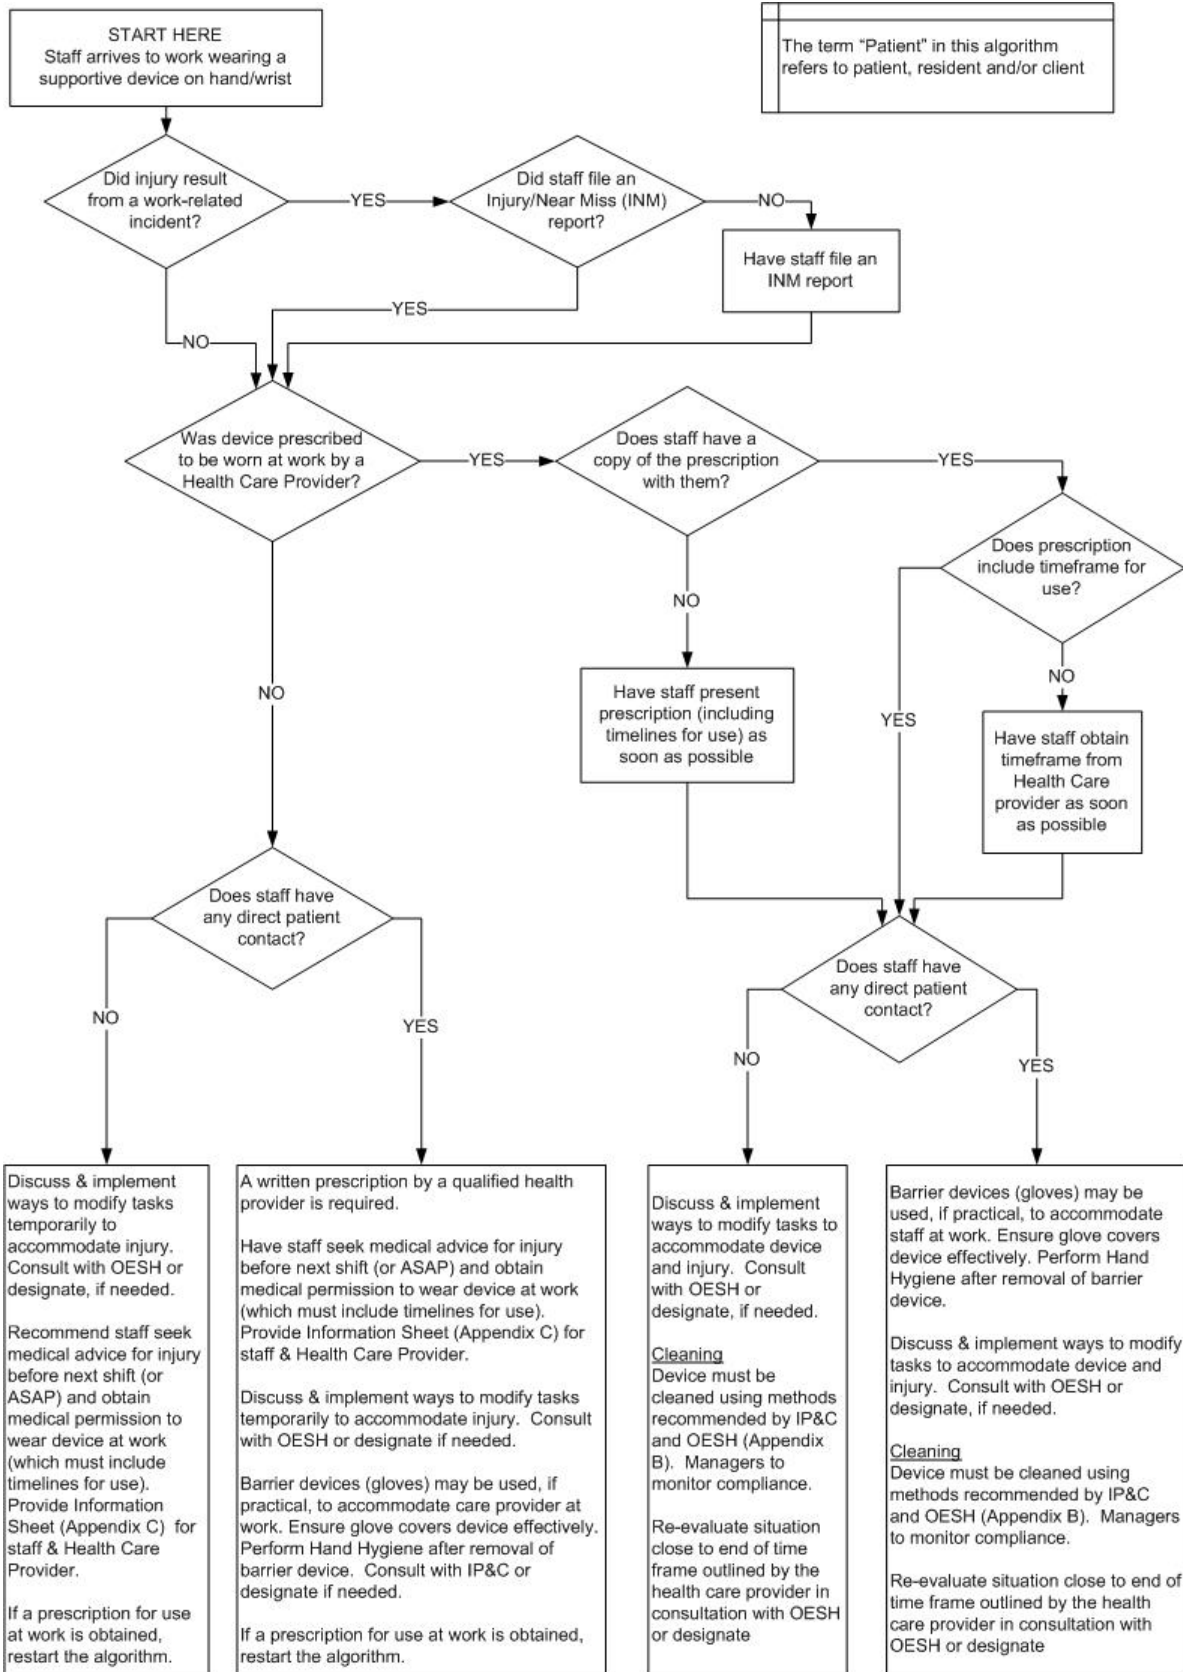 START HERE
Staff arrives to work wearing a
supportive device on hand/wrist
The term “Patient” in this algorithm
refers to patient, resident and/or client
Did injury result
from a work-related
incident?
YES
Did staff file an
Injury/Near Miss (INM)
report?
NO
Have staff file an
INM report
YES
NO
Was device prescribed
to be worn at work by a
Health Care Provider?
YES
Does staff have a
copy of the prescription
with them?
YES
Does prescription
include timeframe for
use?
NO
NO
Have staff present
prescription (including
timelines for use) as
soon as possible
YES
NO
Have staff obtain
timeframe from
Health Care
provider as soon
as possible
Does staff have
any direct patient
contact?
NO
YES
Does staff have
any direct patient
contact?
NO
YES
Discuss & implement
ways to modify tasks
temporarily to
accommodate injury.
Consult with OESH or
designate, if needed.
Recommend staff seek
medical advice for injury
before next shift (or
ASAP) and obtain
medical permission to
wear device at work
(which must include
timelines for use).
Provide Information
Sheet (Appendix C) for
staff & Health Care
Provider.
If a prescription for use
at work is obtained,
restart the algorithm.
A written prescription by a qualified health
provider is required.
Have staff seek medical advice for injury
before next shift (or ASAP) and obtain
medical permission to wear device at work
(which must include timelines for use).
Provide Information Sheet (Appendix C) for
staff & Health Care Provider.
Discuss & implement ways to modify tasks
temporarily to accommodate injury. Consult
with OESH or designate if needed.
Barrier devices (gloves) may be used, if
practical, to accommodate care provider at
work. Ensure glove covers device effectively.
Perform Hand Hygiene after removal of
barrier device. Consult with IP&C or
designate if needed.
If a prescription for use at work is obtained,
restart the algorithm.
Discuss & implement
ways to modify tasks to
accommodate device
and injury. Consult
with OESH or
designate, if needed.
Cleaning
Device must be
cleaned using methods
recommended by IP&C
and OESH (Appendix
B). Managers to
monitor compliance.
Re-evaluate situation
close to end of time
frame outlined by the
health care provider in
consultation with OESH
or designate
Barrier devices (gloves) may be
used, if practical, to accommodate
staff at work. Ensure glove covers
device effectively. Perform Hand
Hygiene after removal of barrier
device.
Discuss & implement ways to modify
tasks to accommodate device and
injury. Consult with OESH or
designate, if needed.
Cleaning
Device must be cleaned using
methods recommended by IP&C
and OESH (Appendix B). Managers
to monitor compliance.
Re-evaluate situation close to end of
time frame outlined by the health
care provider in consultation with
OESH or designate